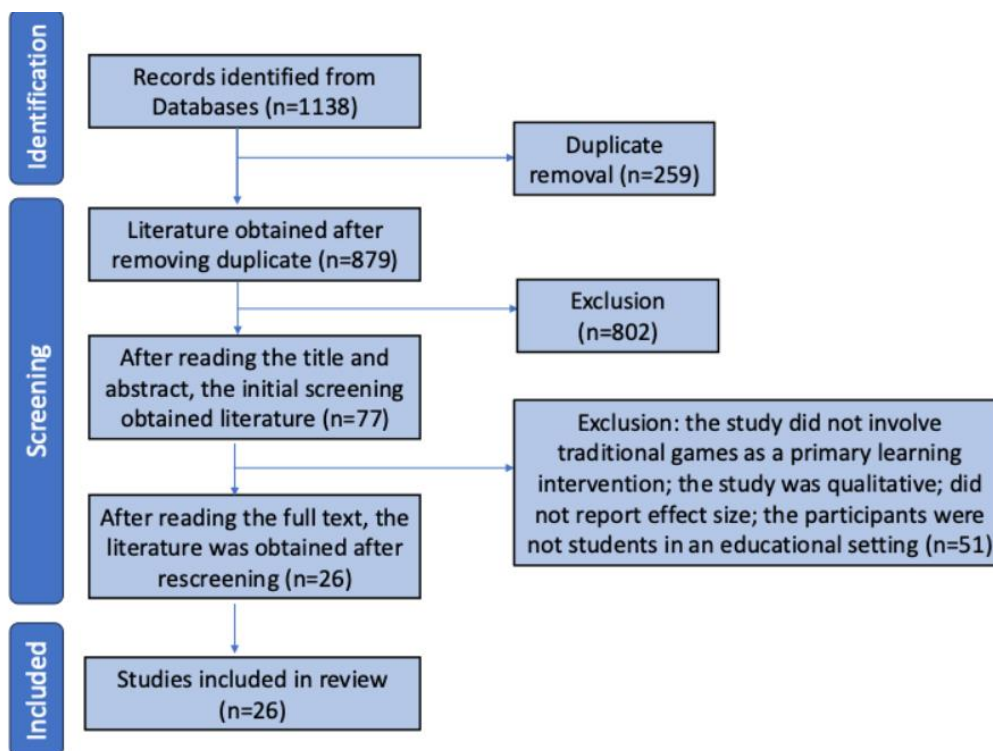 Identification
Records identified from
Databases (n=1138)
Duplicate
removal (n=259)
Screening
Literature obtained after
removing duplicate (n=879)
Exclusion
(n=802)
After reading the title and
abstract, the initial screening
obtained literature (n=77)
Exclusion: the study did not involve
traditional games as a primary learning
intervention; the study was qualitative; did
not report effect size; the participants were
not students in an educational setting (n=51)
After reading the full text, the
literature was obtained after
rescreening (n=26)
Included
Studies included in review
(n=26)